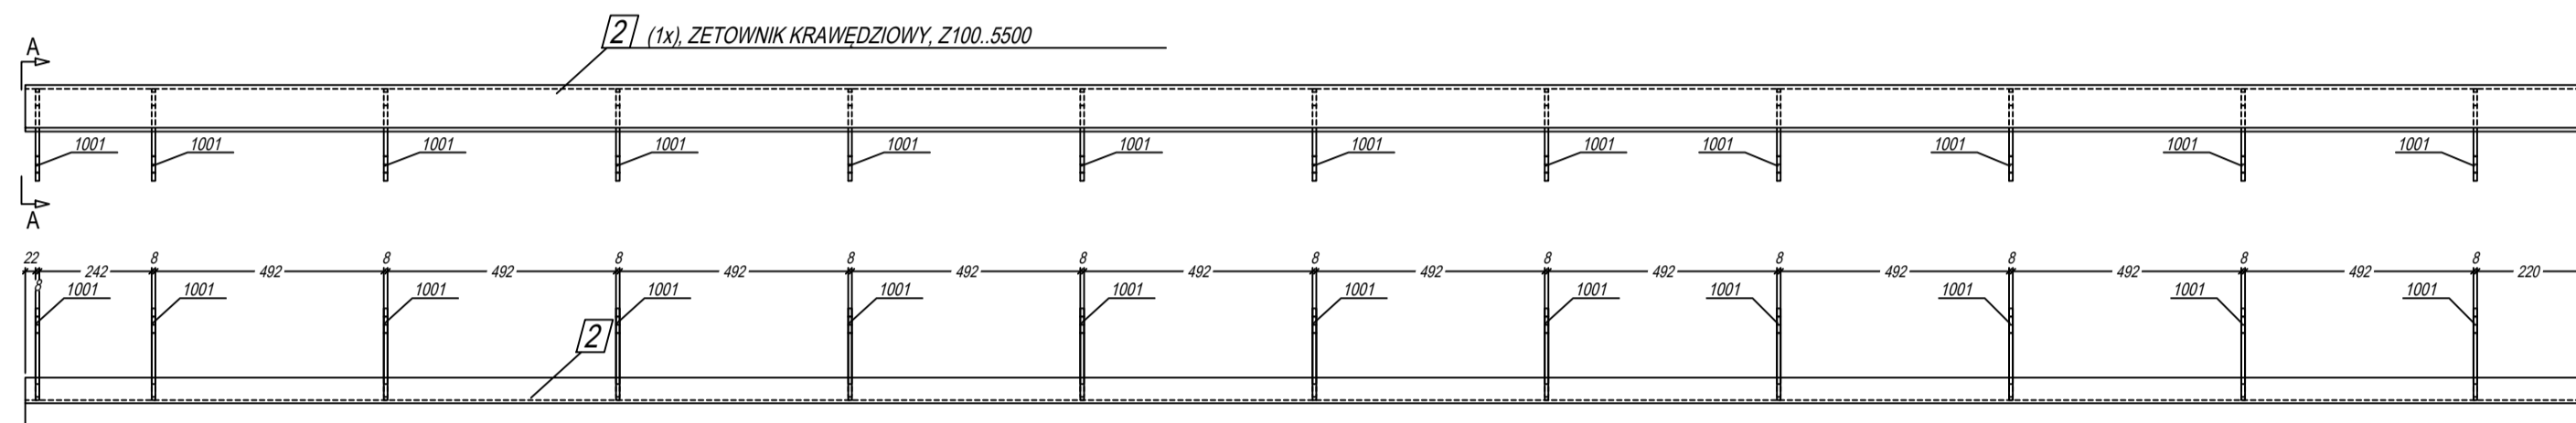 2 (1x), ZETOWNIK KRAWĘDZIOWY, Z100..5500
A
1001 1001 1001 1001 1001 1001 1001 1001 1001 1001 1001 1001
A
22 8 8 8 8 8 8 8 8 8 8 8
242 492 492 492 492 492 492 492 492 492 492 220
8
1001 1001 1001 1001 1001 1001 1001 1001 1001 1001 1001 1001
2